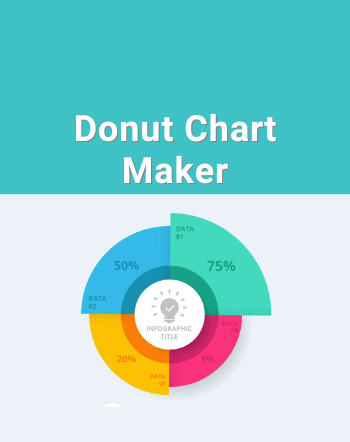 Donut Chart
Maker
DATA
01
50%
75%
DATA
02
INFOGRAPHIC
TITLE
DATA
04
20%
5%
DATA
03